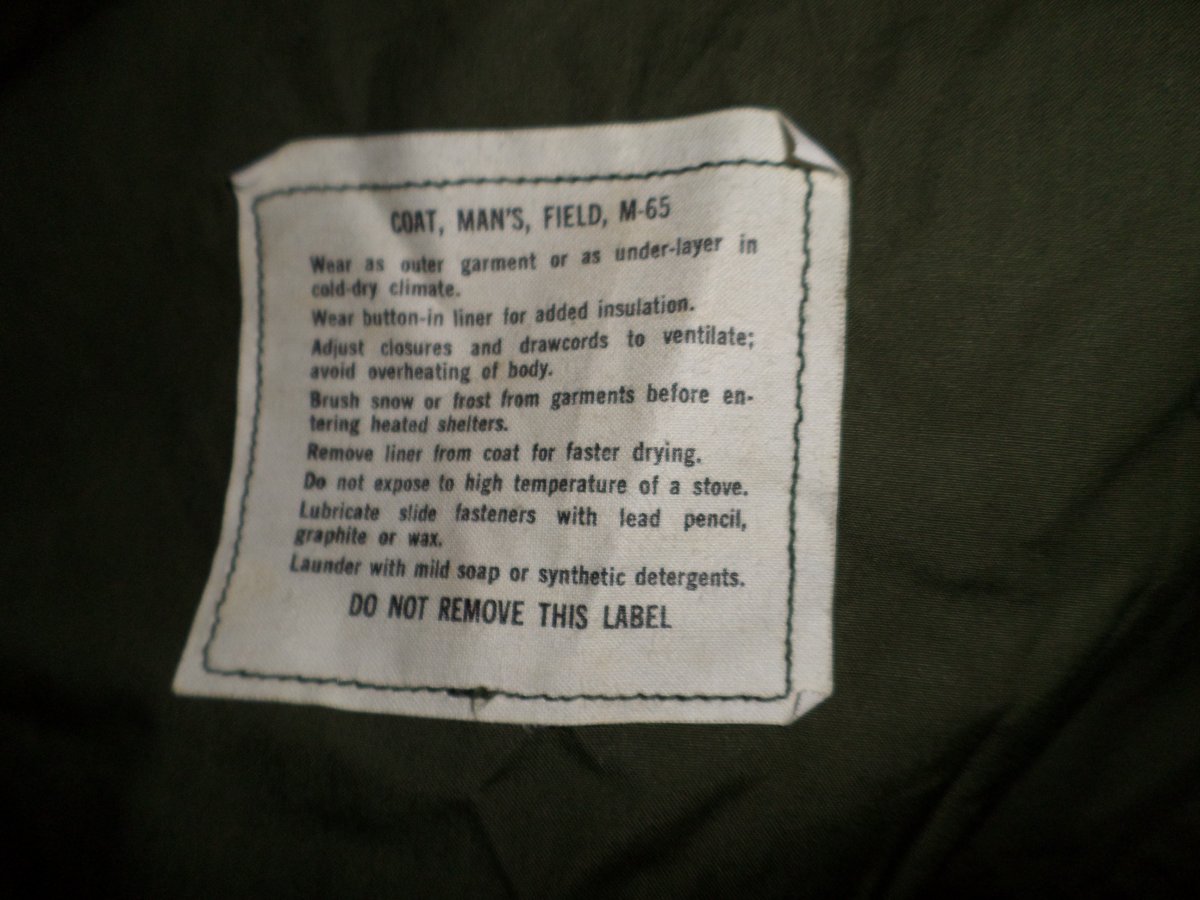 COAT, MAN'S, FIELD, M-65
Wear as outer garment or as under-layer in
cold-dry climate.
Wear button-in liner for added insulation.
Adjust closures and drawcords to ventilate;
avoid overheating of body.
Brush snow or frost from garments before en-
tering heated shelters.
Remove liner from coat for faster drying.
Do not expose to high temperature of a stove.
Lubricate slide fasteners with lead pencil,
graphite or wax.
Launder with mild soap or synthetic detergents.
DO NOT REMOVE THIS LABEL